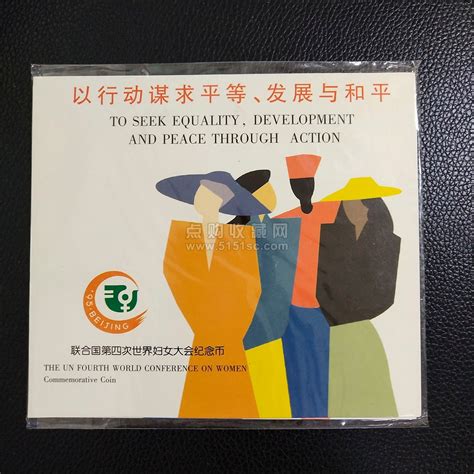 以行动谋求平等、发展与和平
TO SEEK EQUALITY, DEVELOPMENT
AND PEACE THROUGH ACTION
点购收藏网
www.5151sc.com
'95·BEIJING
联合国第四次世界妇女大会纪念币
THE UN FOURTH WORLD CONFERENCE ON WOMEN
Commemorative Coin